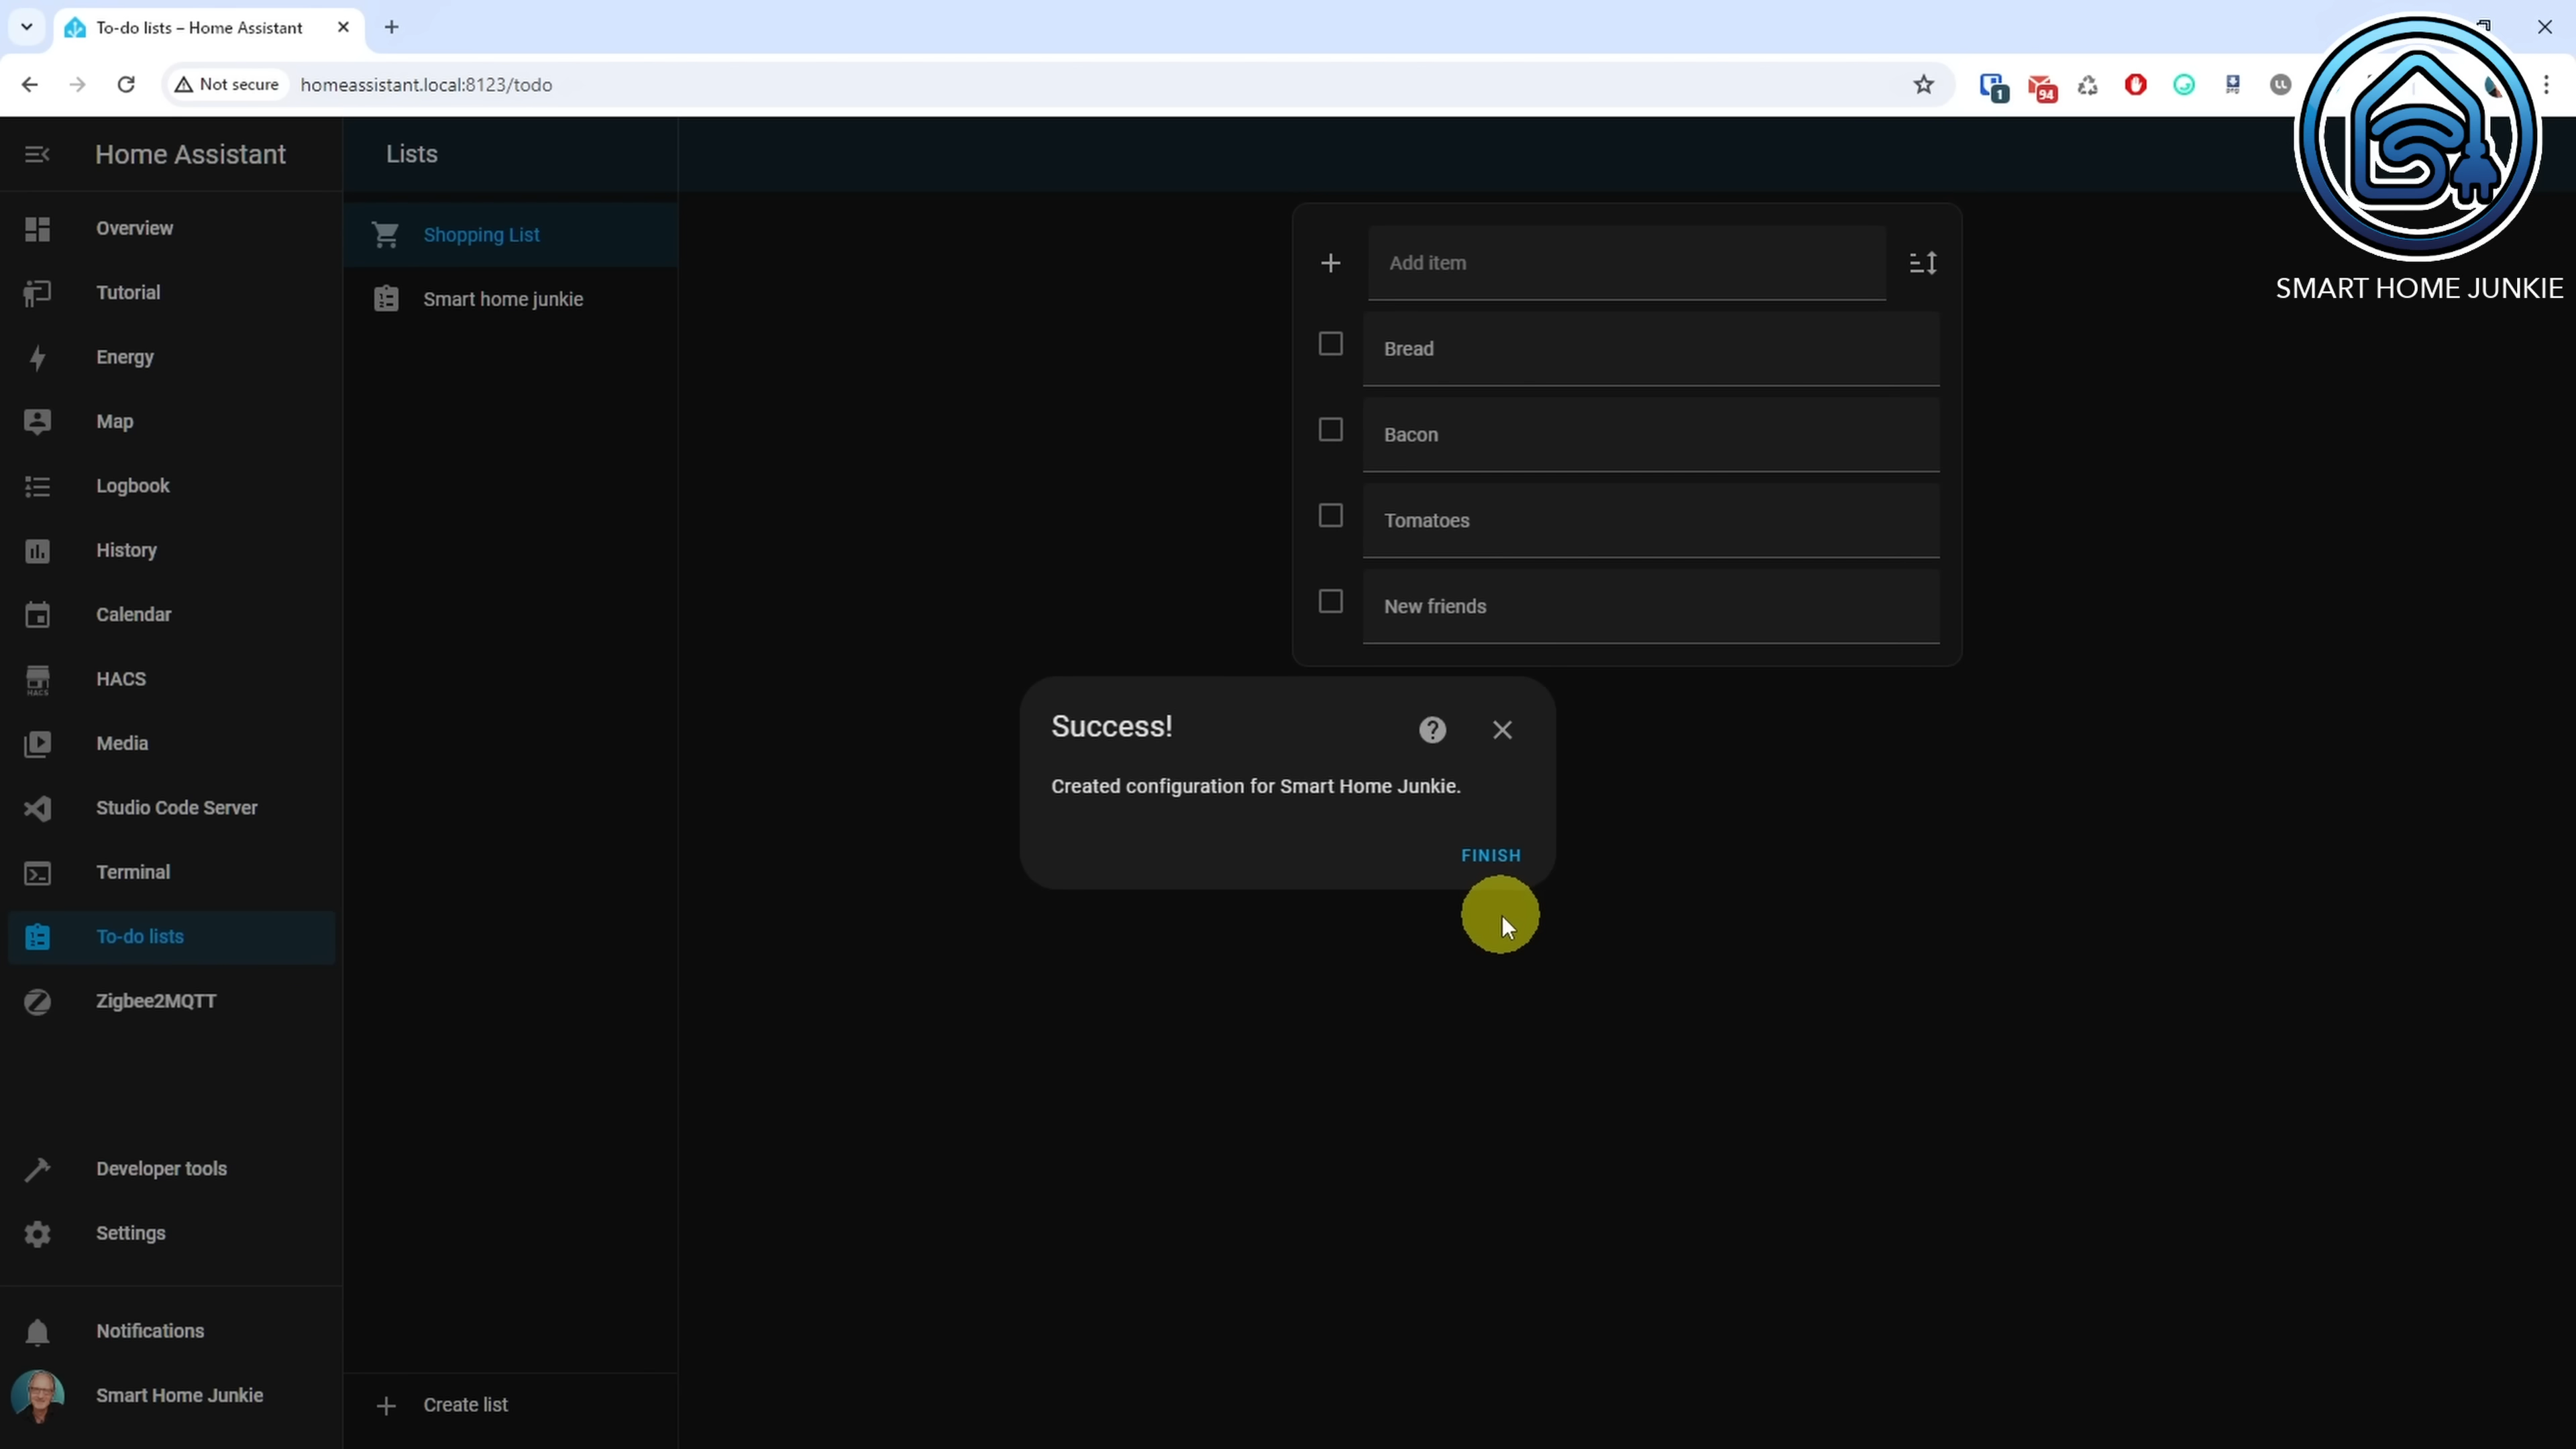 To-do lists – Home Assistant
Not secure
homeassistant.local:8123/todo
1
94
Home Assistant
Lists
Overview
Tutorial
Energy
Map
Logbook
History
Calendar
HACS
HACS
Media
Studio Code Server
Terminal
To-do lists
Zigbee2MQTT
Developer tools
Settings
Notifications
Smart Home Junkie
Shopping List
Smart home junkie
Create list
Add item
Bread
Bacon
Tomatoes
New friends
Success!
Created configuration for Smart Home Junkie.
FINISH
SMART HOME JUNKIE